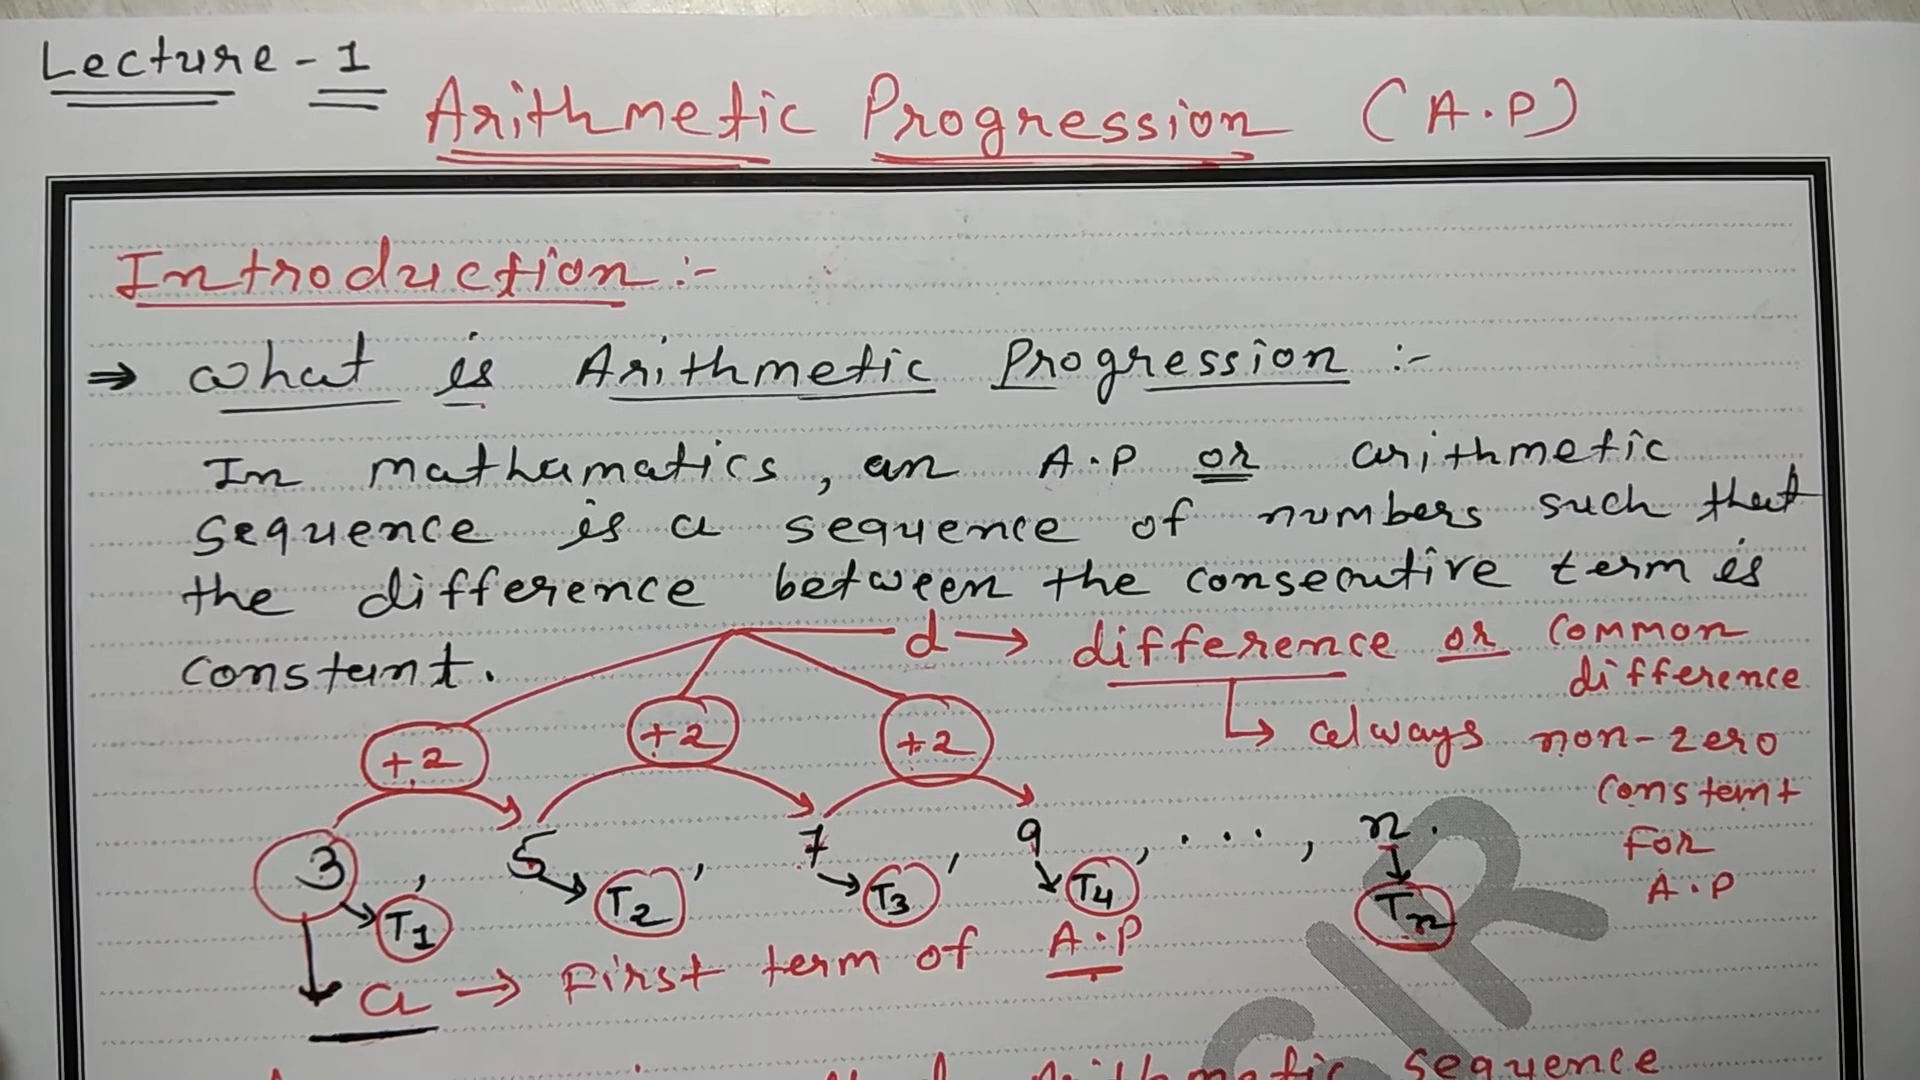 Lecture - 1
Arithmetic Progression (A.P)
Introduction :-
⇒ What is Arithmetic Progression :-
In mathamatics, an A.P or arithmetic
sequence is a sequence of numbers such that
the difference between the consecutive term is
constant.
d → difference or common
difference
↳ always non-zero
constant
for
A.P
+2 +2 +2
3, 5, 7, 9, ...., n.
T1 T2 T3 T4 Tn
a → First term of A.P
sequence